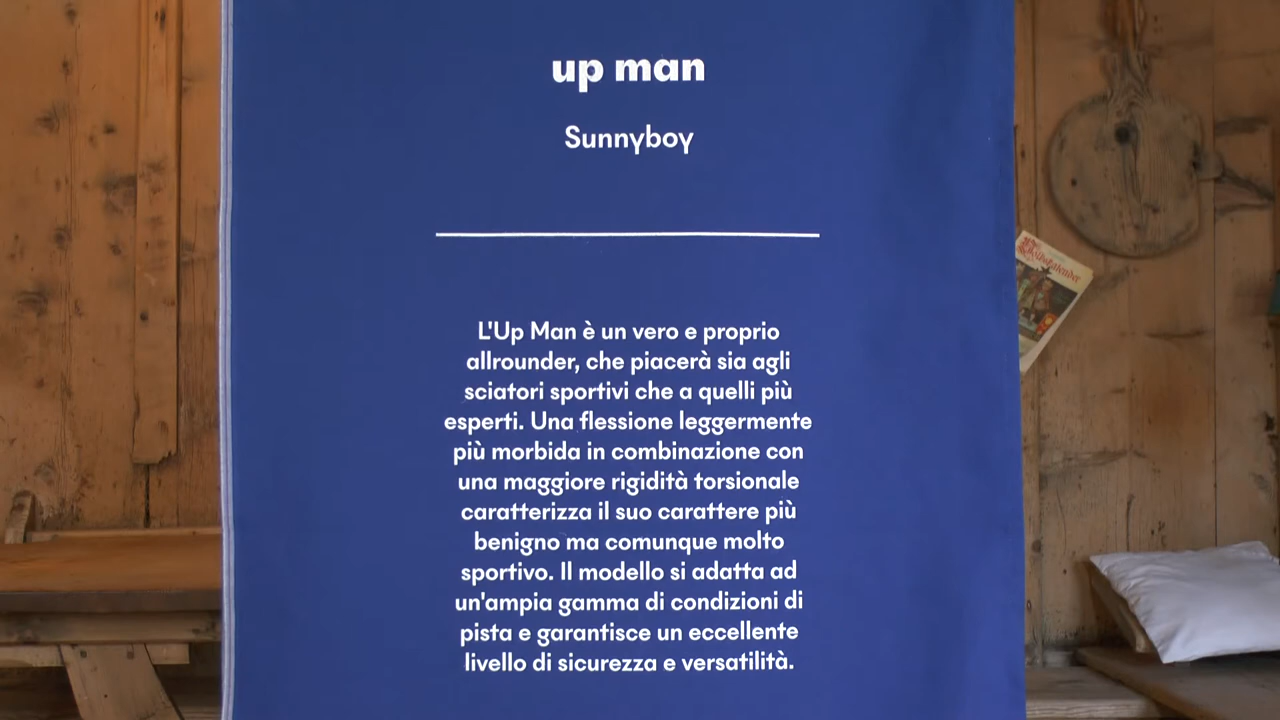 up man
Sunnyboy
L'Up Man è un vero e proprio
allrounder, che piacerà sia agli
sciatori sportivi che a quelli più
esperti. Una flessione leggermente
più morbida in combinazione con
una maggiore rigidità torsionale
caratterizza il suo carattere più
benigno ma comunque molto
sportivo. Il modello si adatta ad
un'ampia gamma di condizioni di
pista e garantisce un eccellente
livello di sicurezza e versatilità.